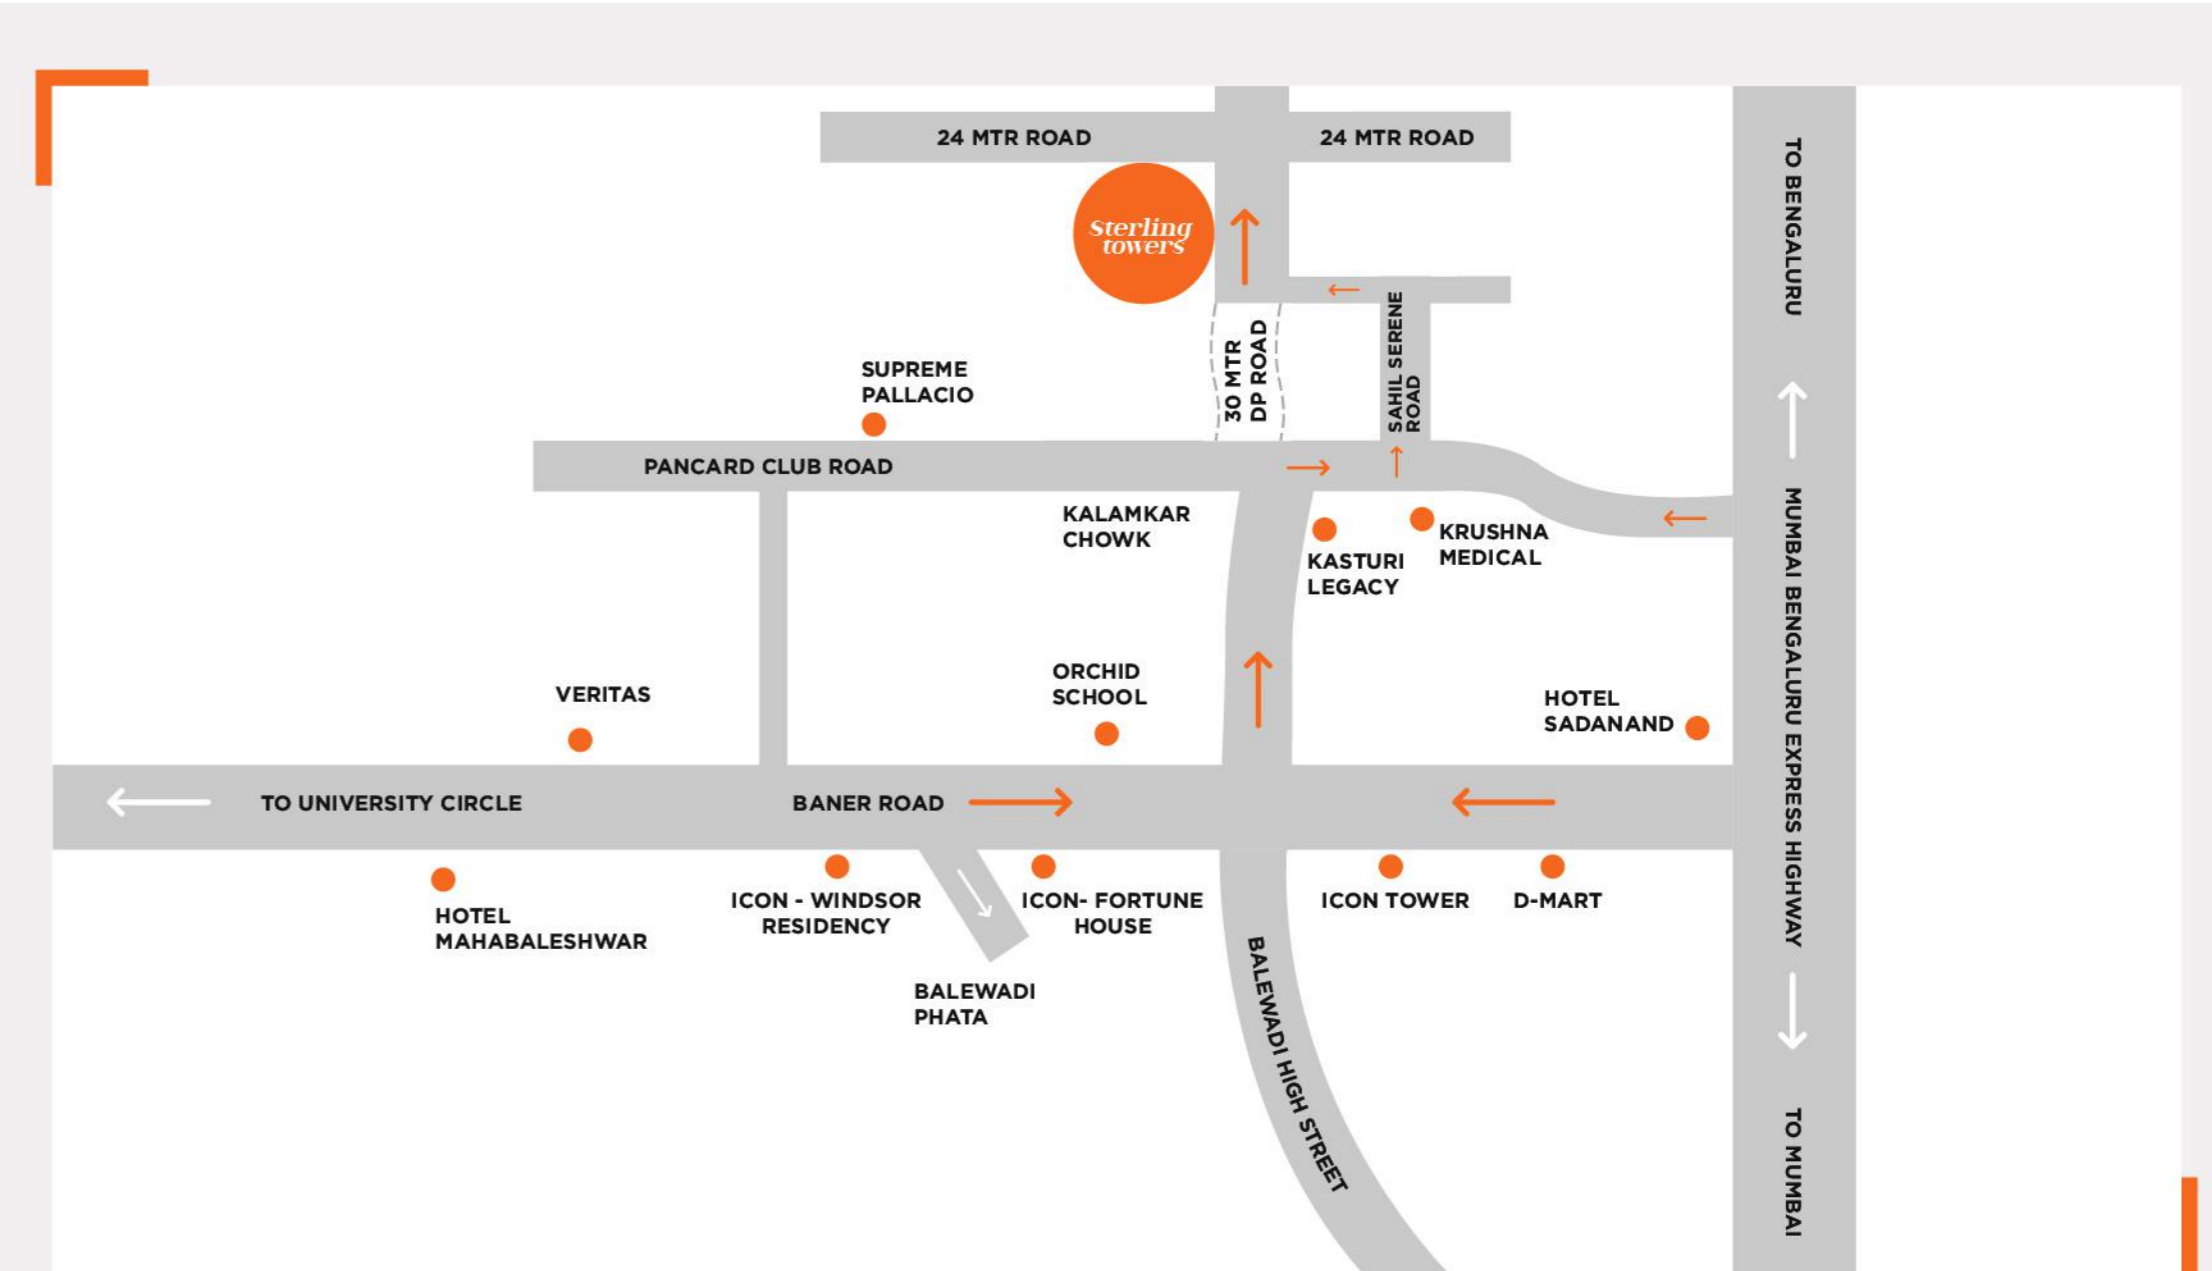 24 MTR ROAD
24 MTR ROAD
TO BENGALURU
sterling
towers
30 MTR
DP ROAD
SAHIL SERENE
ROAD
SUPREME
PALLACIO
PANCARD CLUB ROAD
KALAMKAR
CHOWK
KASTURI
LEGACY
KRUSHNA
MEDICAL
MUMBAI BENGALURU EXPRESS HIGHWAY
VERITAS
ORCHID
SCHOOL
HOTEL
SADANAND
TO UNIVERSITY CIRCLE
BANER ROAD
HOTEL
MAHABALESHWAR
ICON - WINDSOR
RESIDENCY
ICON- FORTUNE
HOUSE
ICON TOWER
D-MART
BALEWADI
PHATA
BALEWADI HIGH STREET
TO MUMBAI